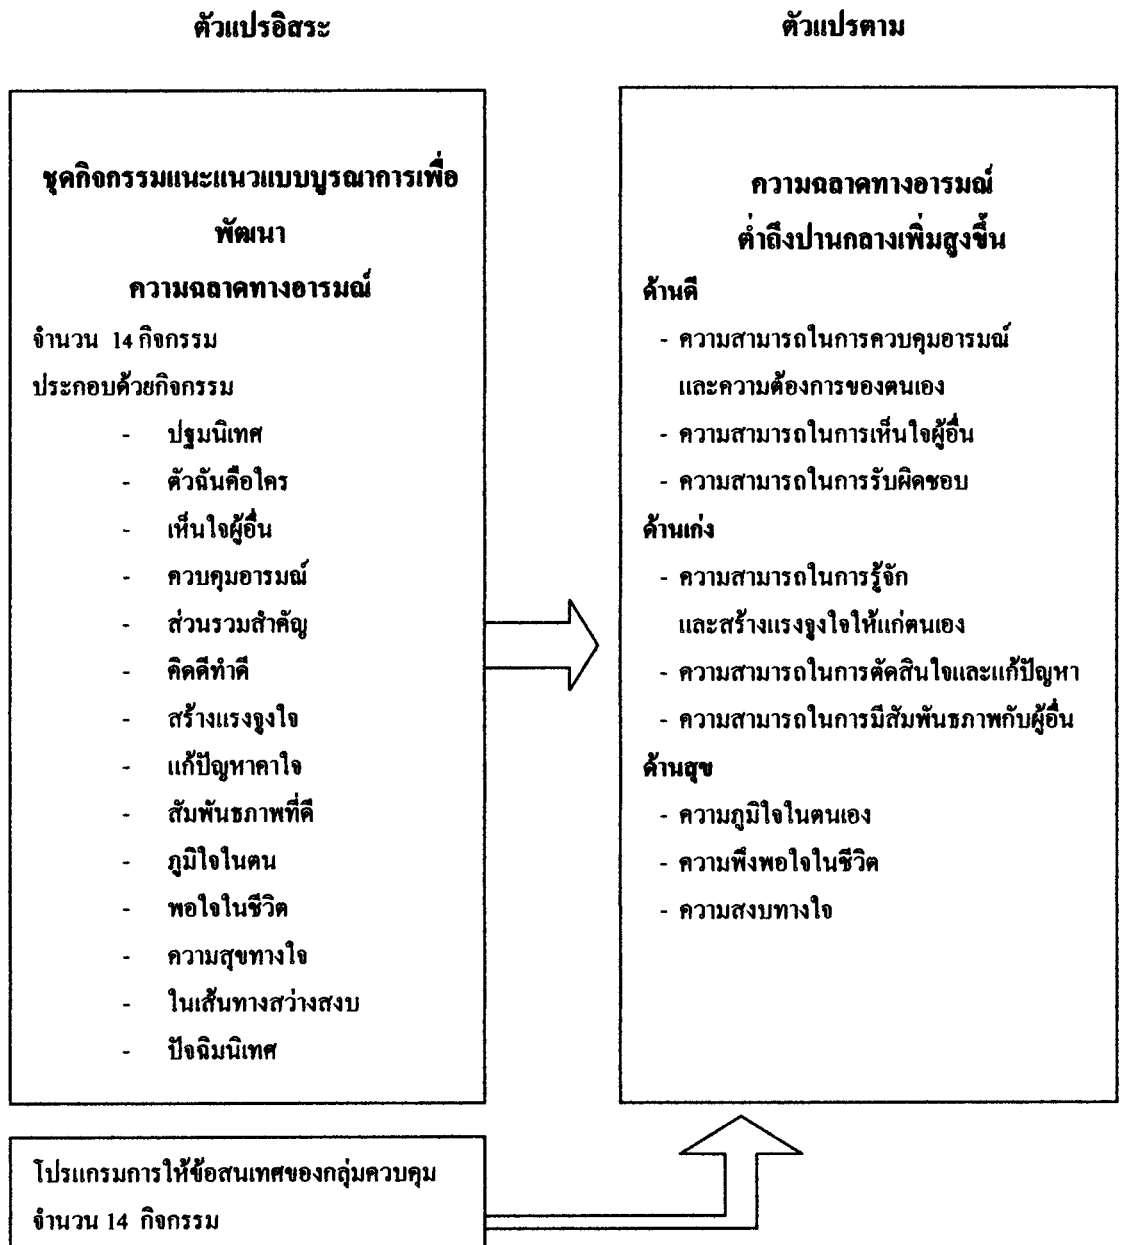 ตัวแปรอิสระ
ตัวแปรตาม
ชุดกิจกรรมแนะแนวแบบบูรณาการเพื่อ
พัฒนา
ความฉลาดทางอารมณ์
จำนวน 14 กิจกรรม
ประกอบด้วยกิจกรรม
- ปฐมนิเทศ
- ตัวฉันคือใคร
- เห็นใจผู้อื่น
- ควบคุมอารมณ์
- ส่วนรวมสำคัญ
- คิดดีทำดี
- สร้างแรงจูงใจ
- แก้ปัญหาคาใจ
- สัมพันธภาพที่ดี
- ภูมิใจในตน
- พอใจในชีวิต
- ความสุขทางใจ
- ในเส้นทางสว่างสงบ
- ปัจฉิมนิเทศ
ความฉลาดทางอารมณ์
ต่ำถึงปานกลางเพิ่มสูงขึ้น
ด้านดี
- ความสามารถในการควบคุมอารมณ์
และความต้องการของตนเอง
- ความสามารถในการเห็นใจผู้อื่น
- ความสามารถในการรับผิดชอบ
ด้านเก่ง
- ความสามารถในการรู้จัก
และสร้างแรงจูงใจให้แก่ตนเอง
- ความสามารถในการตัดสินใจและแก้ปัญหา
- ความสามารถในการมีสัมพันธภาพกับผู้อื่น
ด้านสุข
- ความภูมิใจในตนเอง
- ความพึงพอใจในชีวิต
- ความสงบทางใจ
โปรแกรมการให้ข้อสนเทศของกลุ่มควบคุม
จำนวน 14 กิจกรรม